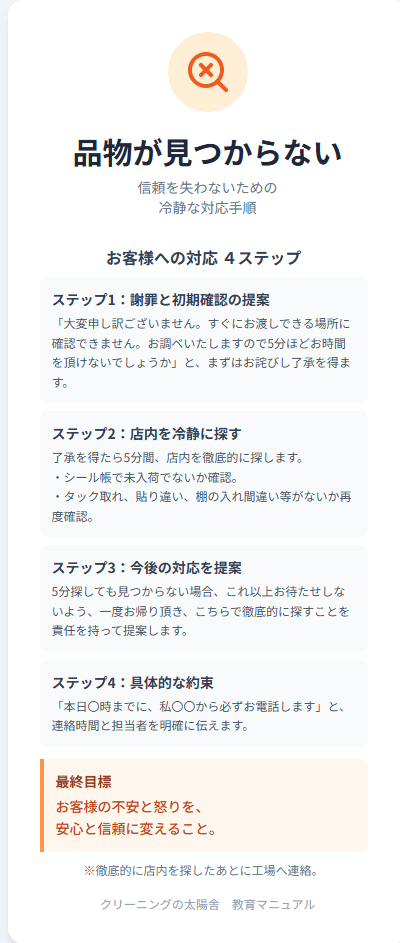 品物が見つからない
信頼を失わないための
冷静な対応手順
お客様への対応 ４ステップ
ステップ1：謝罪と初期確認の提案
「大変申し訳ございません。すぐにお渡しできる場所に
確認できません。お調べいたしますので5分ほどお時間
を頂けないでしょうか」と、まずはお詫びし了承を得ま
す。
ステップ2：店内を冷静に探す
了承を得たら5分間、店内を徹底的に探します。
・シール帳で未入荷でないか確認。
・タック取れ、貼り違い、棚の入れ間違い等がないか再
度確認。
ステップ3：今後の対応を提案
5分探しても見つからない場合、これ以上お待たせしな
いよう、一度お帰り頂き、こちらで徹底的に探すことを
責任を持って提案します。
ステップ4：具体的な約束
「本日〇時までに、私〇〇から必ずお電話します」と、
連絡時間と担当者を明確に伝えます。
最終目標
お客様の不安と怒りを、
安心と信頼に変えること。
※徹底的に店内を探したあとに工場へ連絡。
クリーニングの太陽舎　教育マニュアル